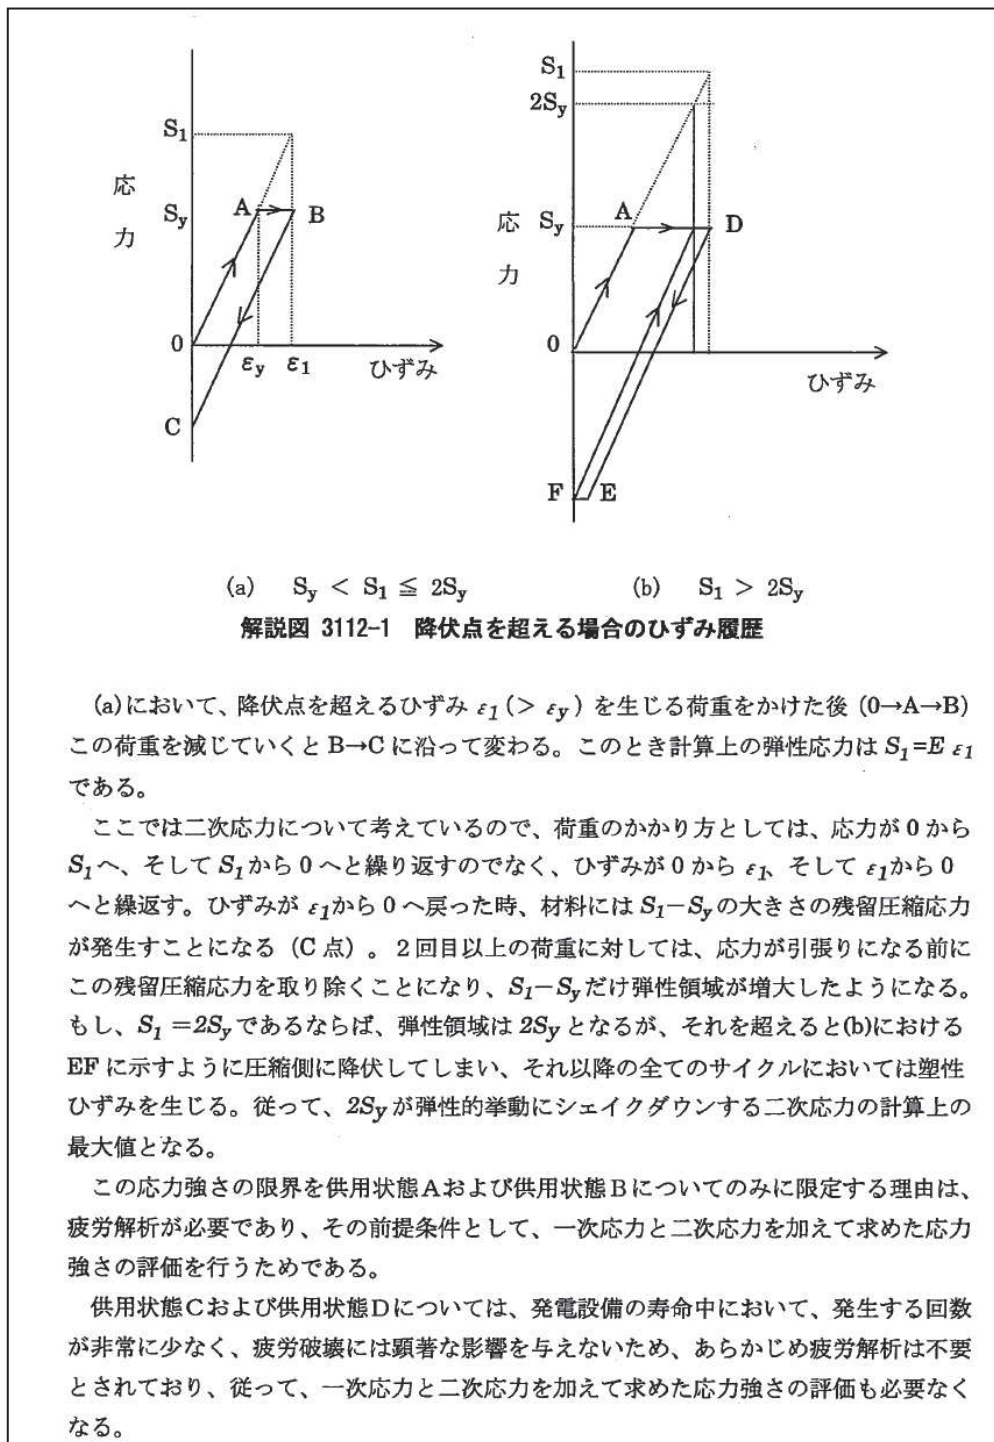 S1
応
Sy
A
B
力
0
εy
ε1
ひずみ
C
S1
2Sy
応
Sy
A
D
力
0
ひずみ
F
E
(a) Sy < S1 ≦ 2Sy
(b) S1 > 2Sy
解説図 3112-1 降伏点を超える場合のひずみ履歴
(a)において、降伏点を超えるひずみ ε1 (> εy) を生じる荷重をかけた後 (0→A→B)
この荷重を減じていくと B→C に沿って変わる。このとき計算上の弾性応力は S1=E ε1
である。
ここでは二次応力について考えているので、荷重のかかり方としては、応力が 0 から
S1へ、そして S1から 0 へと繰り返すのでなく、ひずみが 0 から ε1、そして ε1から 0
へと繰返す。ひずみが ε1から 0 へ戻った時、材料には S1-Syの大きさの残留圧縮応力
が発生すことになる（C 点）。２回目以上の荷重に対しては、応力が引張りになる前に
この残留圧縮応力を取り除くことになり、S1-Syだけ弾性領域が増大したようになる。
もし、S1 =2Syであるならば、弾性領域は 2Syとなるが、それを超えると(b)における
EF に示すように圧縮側に降伏してしまい、それ以降の全てのサイクルにおいては塑性
ひずみを生じる。従って、2Syが弾性的挙動にシェイクダウンする二次応力の計算上の
最大値となる。
この応力強さの限界を供用状態Ａおよび供用状態Ｂについてのみに限定する理由は、
疲労解析が必要であり、その前提条件として、一次応力と二次応力を加えて求めた応力
強さの評価を行うためである。
供用状態Ｃおよび供用状態Ｄについては、発電設備の寿命中において、発生する回数
が非常に少なく、疲労破壊には顕著な影響を与えないため、あらかじめ疲労解析は不要
とされており、従って、一次応力と二次応力を加えて求めた応力強さの評価も必要なく
なる。